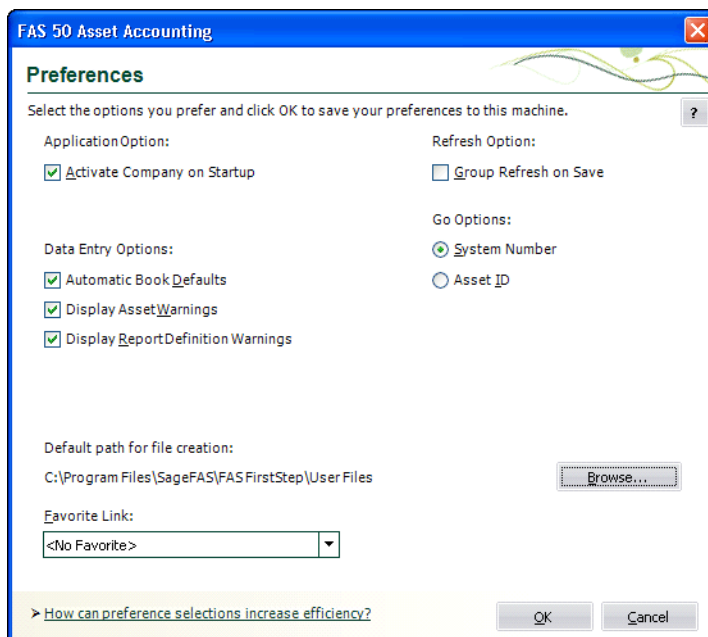 FAS 50 Asset Accounting
Preferences
Select the options you prefer and click OK to save your preferences to this machine.
?
Application Option:
Activate Company on Startup
Refresh Option:
Group Refresh on Save
Go Options:
System Number
Asset ID
Data Entry Options:
Automatic Book Defaults
Display Asset Warnings
Display Report Definition Warnings
Default path for file creation:
C:\Program Files\SageFAS\FAS FirstStep\User Files
Browse...
Favorite Link:
<No Favorite>
How can preference selections increase efficiency?
OK
Cancel